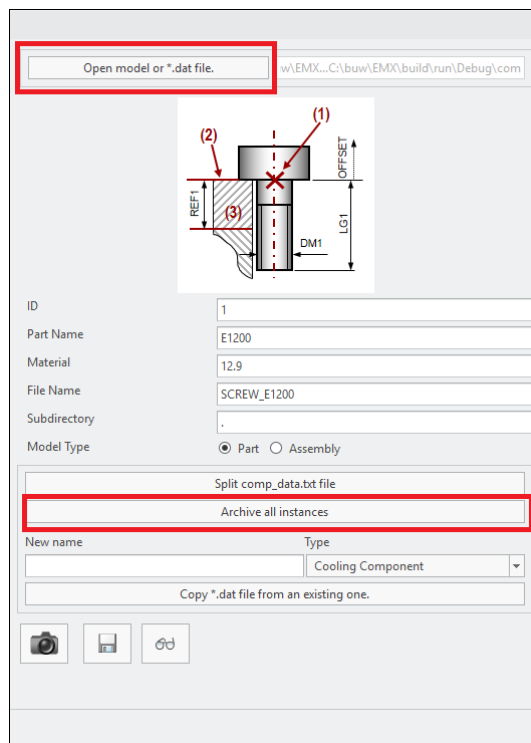 Open model or *.dat file.
w\EMX...C:\buw\EMX\build\run\Debug\com
(1)
(2)
OFFSET
REF1
(3)
LG1
DM1
ID
1
Part Name
E1200
Material
12.9
File Name
SCREW_E1200
Subdirectory
.
Model Type
Part
Assembly
Split comp_data.txt file
Archive all instances
New name
Type
Cooling Component
Copy *.dat file from an existing one.